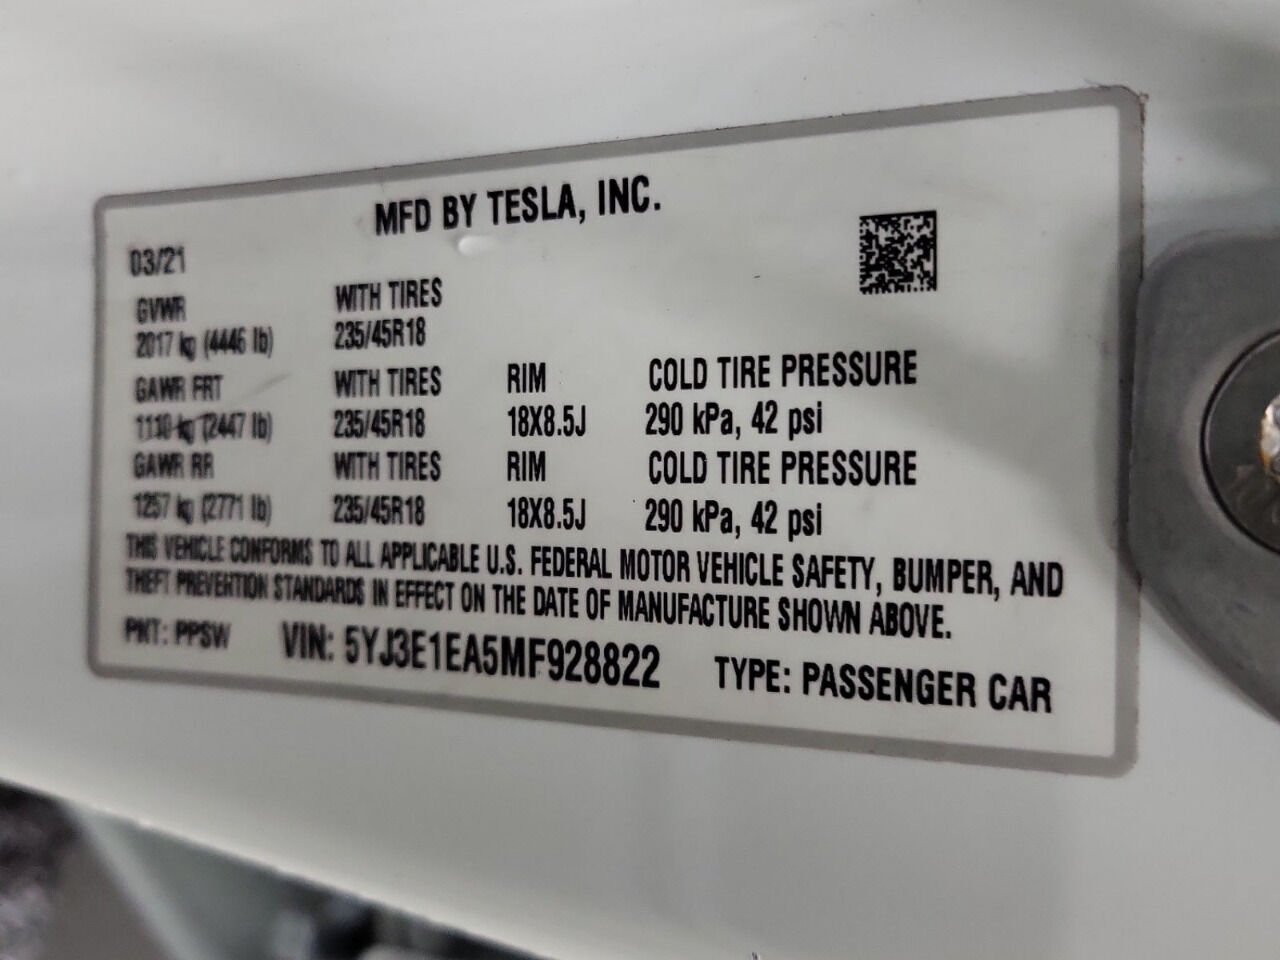 MFD BY TESLA, INC.
03/21
GVWR WITH TIRES
2017 kg (4446 lb) 235/45R18
GAWR FRT WITH TIRES RIM COLD TIRE PRESSURE
1110 kg (2447 lb) 235/45R18 18X8.5J 290 kPa, 42 psi
GAWR RR WITH TIRES RIM COLD TIRE PRESSURE
1257 kg (2771 lb) 235/45R18 18X8.5J 290 kPa, 42 psi
THIS VEHICLE CONFORMS TO ALL APPLICABLE U.S. FEDERAL MOTOR VEHICLE SAFETY, BUMPER, AND
THEFT PREVENTION STANDARDS IN EFFECT ON THE DATE OF MANUFACTURE SHOWN ABOVE.
PNT: PPSW VIN: 5YJ3E1EA5MF928822 TYPE: PASSENGER CAR